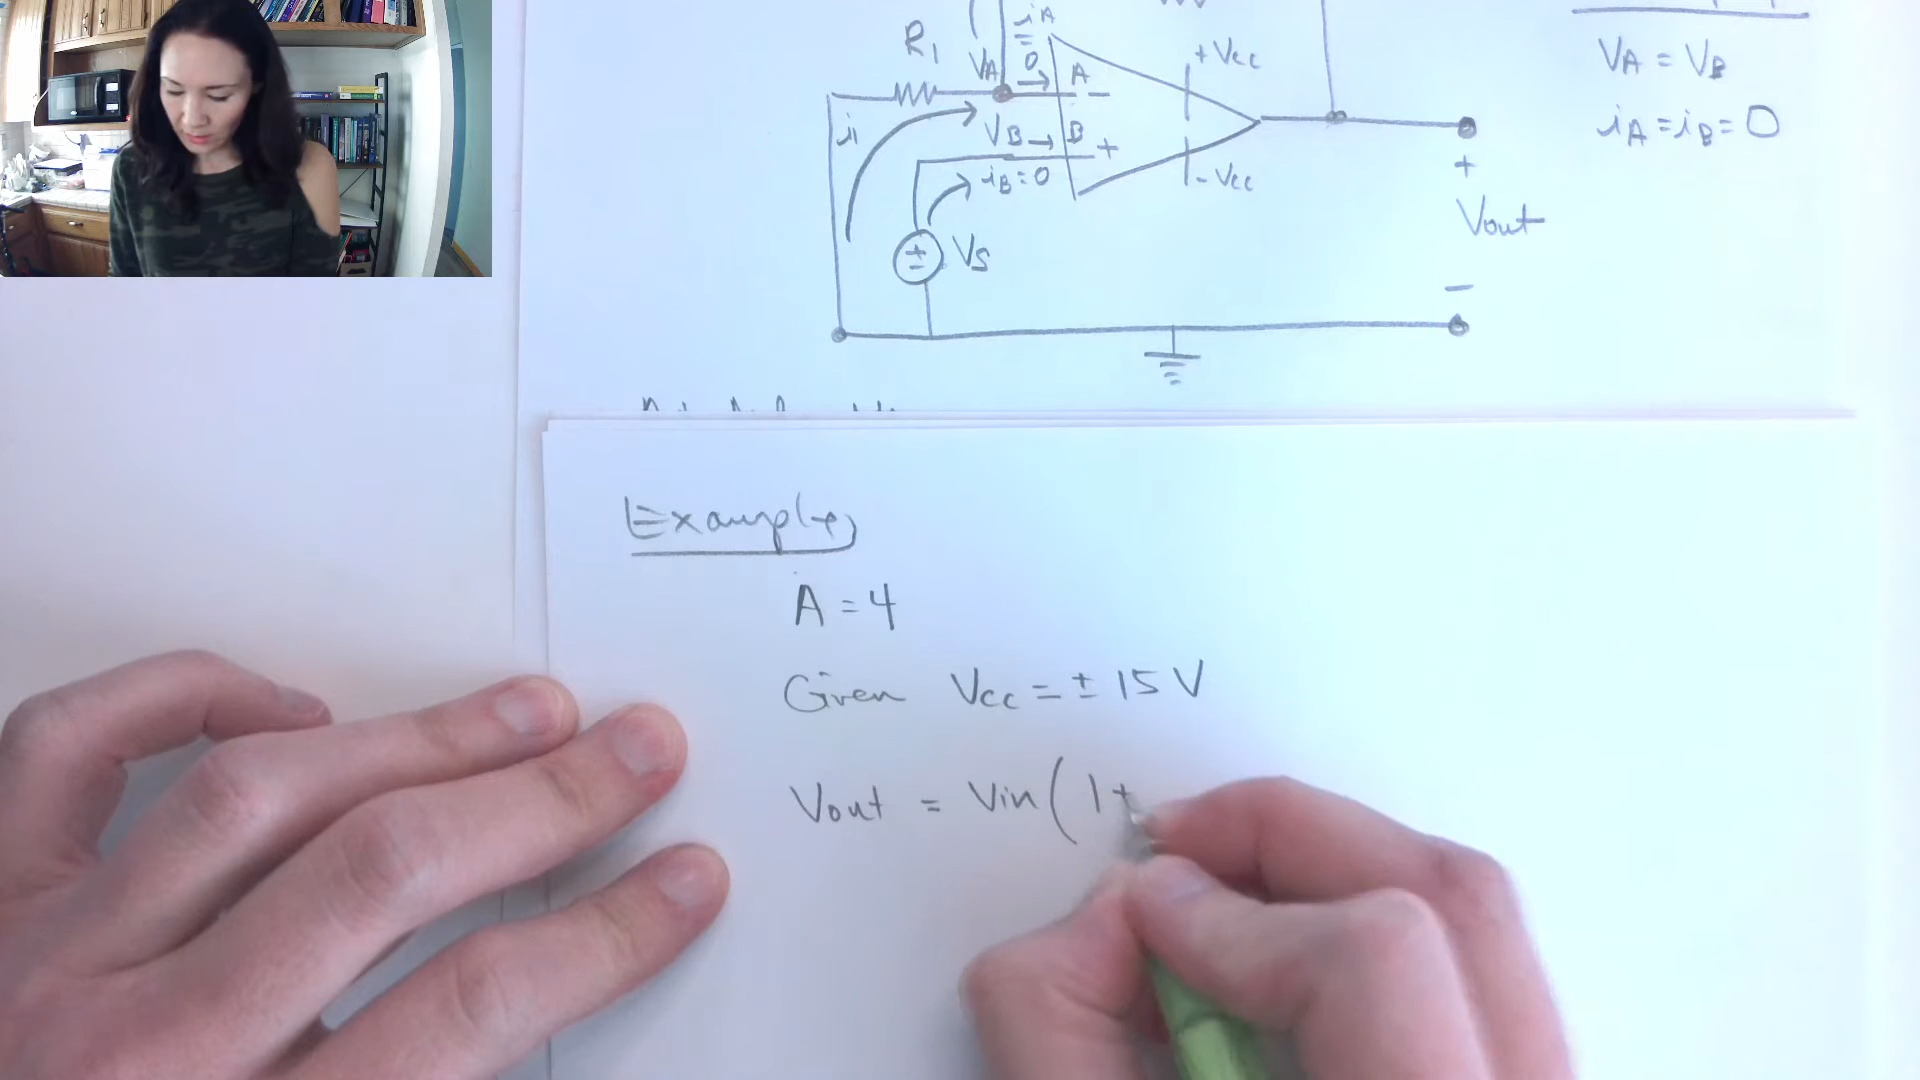 R1
VA
iA = 0
A -
+Vcc
VA = VB
i1
VB
B +
iA = iB = 0
iB = 0
-Vcc
+
Vout
± VS
-
Example
A = 4
Given Vcc = ± 15 V
Vout = Vin ( 1 +